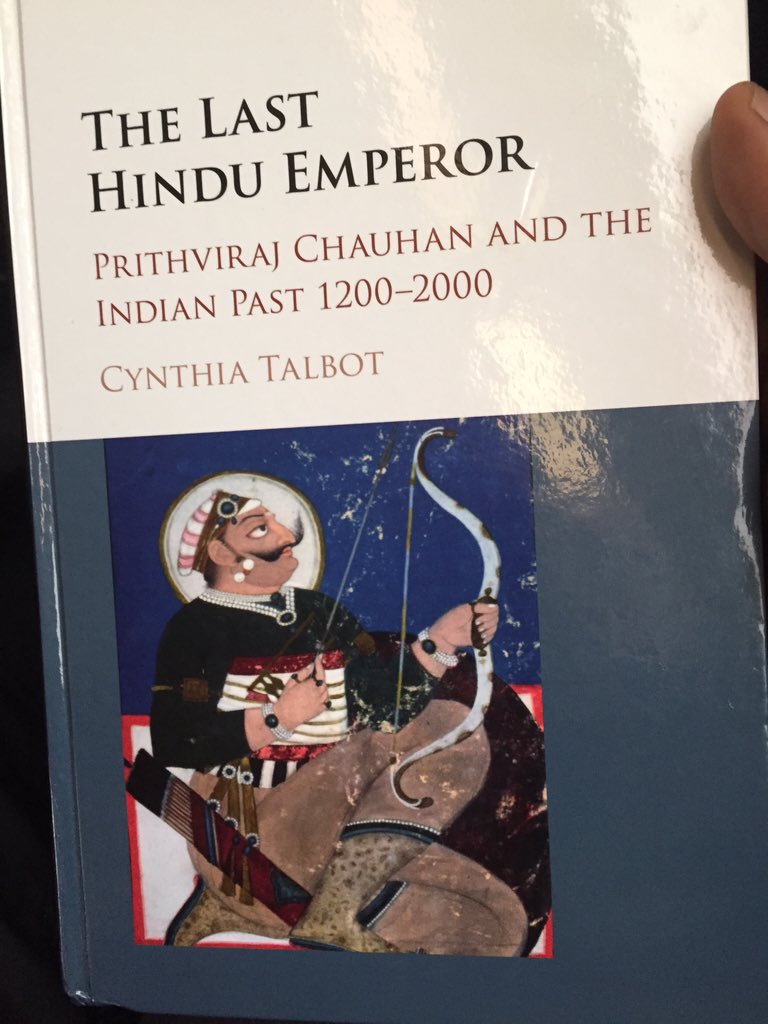 The Last
Hindu Emperor
Prithviraj Chauhan and the
Indian Past 1200–2000
Cynthia Talbot